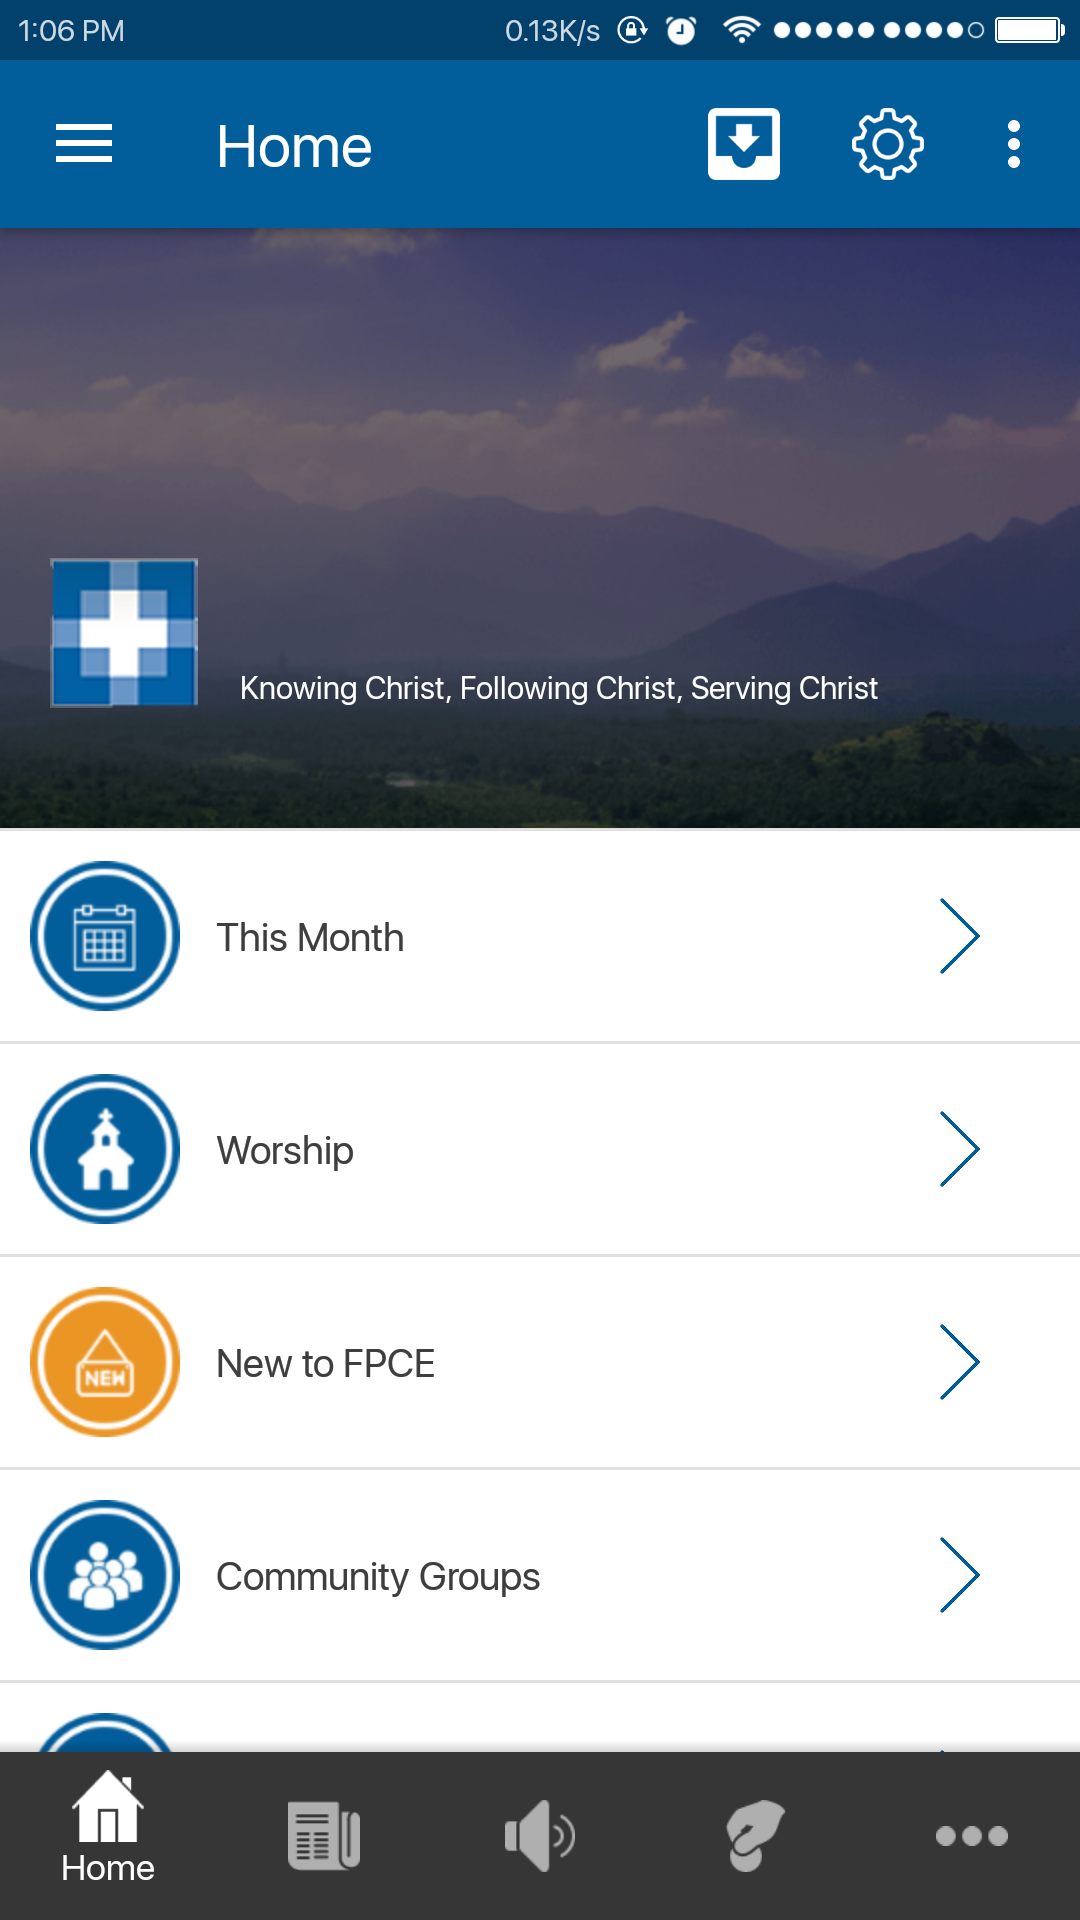 1:06 PM 0.13K/s
Home
Knowing Christ, Following Christ, Serving Christ
This Month
Worship
NEW
New to FPCE
Community Groups
Home